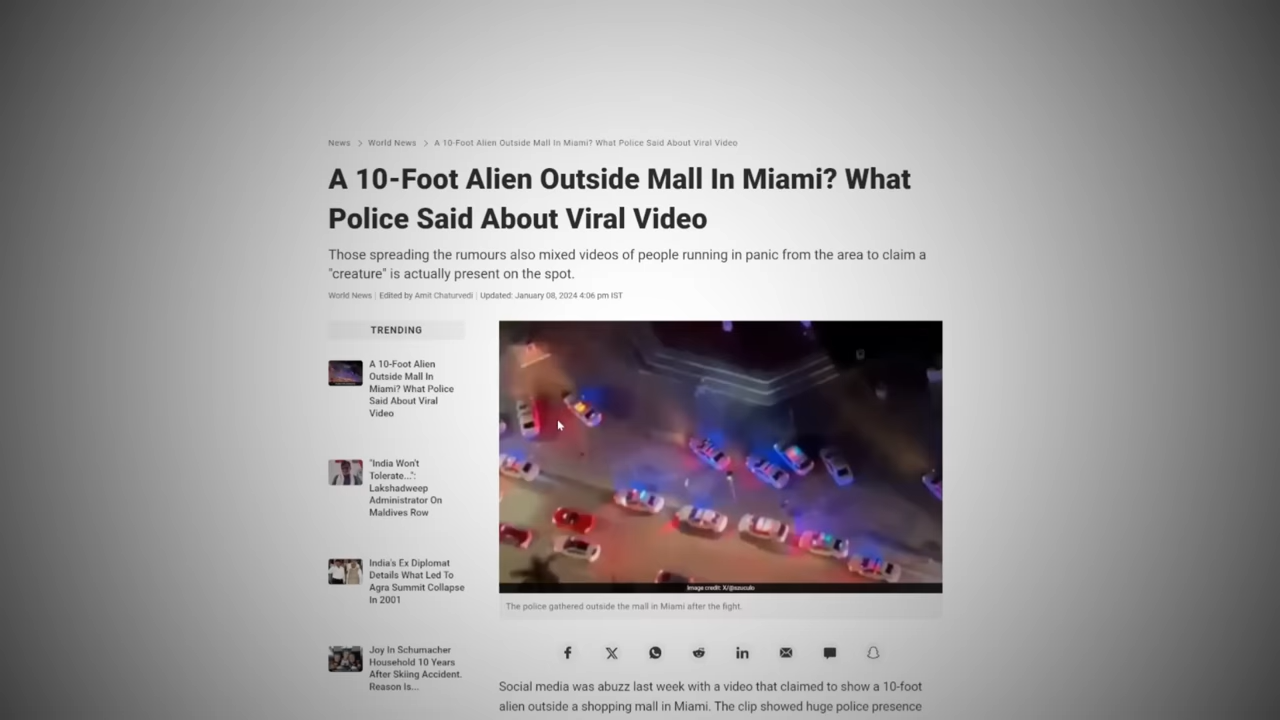 News > World News > A 10-Foot Alien Outside Mall In Miami? What Police Said About Viral Video
A 10-Foot Alien Outside Mall In Miami? What
Police Said About Viral Video
Those spreading the rumours also mixed videos of people running in panic from the area to claim a
"creature" is actually present on the spot.
World News | Edited by Amit Chaturvedi | Updated: January 08, 2024 4:06 pm IST
TRENDING
A 10-Foot Alien
Outside Mall In
Miami? What Police
Said About Viral
Video
"India Won't
Tolerate...":
Lakshadweep
Administrator On
Maldives Row
India's Ex Diplomat
Details What Led To
Agra Summit Collapse
In 2001
Joy In Schumacher
Household 10 Years
After Skiing Accident.
Reason Is...
Image credit: X/@
The police gathered outside the mall in Miami after the fight.
Social media was abuzz last week with a video that claimed to show a 10-foot
alien outside a shopping mall in Miami. The clip showed huge police presence